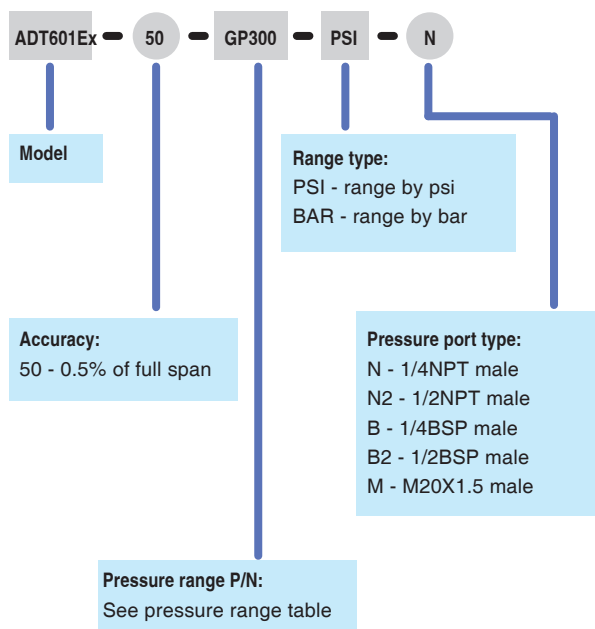 ADT601Ex 50 GP300 PSI N
Model
Range type:
PSI - range by psi
BAR - range by bar
Accuracy:
50 - 0.5% of full span
Pressure port type:
N - 1/4NPT male
N2 - 1/2NPT male
B - 1/4BSP male
B2 - 1/2BSP male
M - M20X1.5 male
Pressure range P/N:
See pressure range table